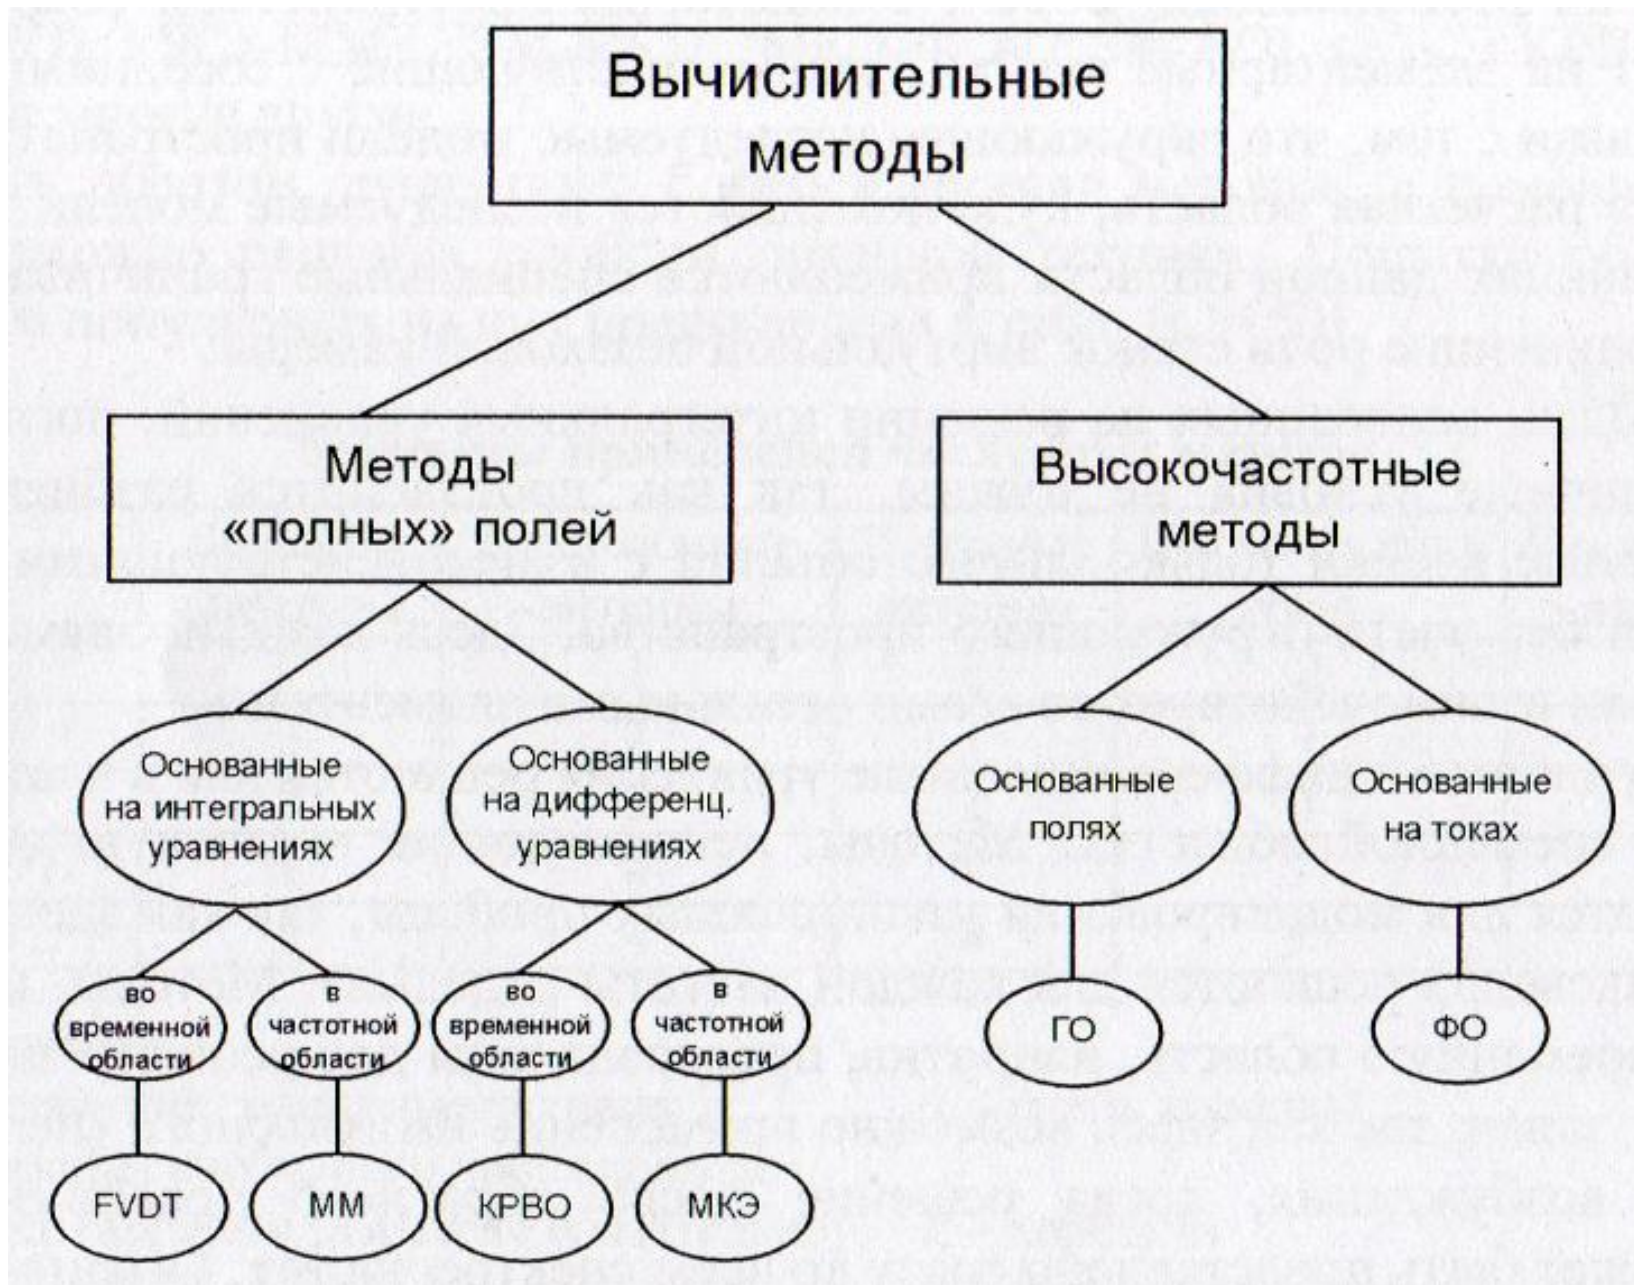 Вычислительные
методы
Методы
«полных» полей
Высокочастотные
методы
Основанные
на интегральных
уравнениях
Основанные
на дифференц.
уравнениях
Основанные
полях
Основанные
на токах
во
временной
области
в
частотной
области
во
временной
области
в
частотной
области
ГО
ФО
FVDT
ММ
КРВО
МКЭ